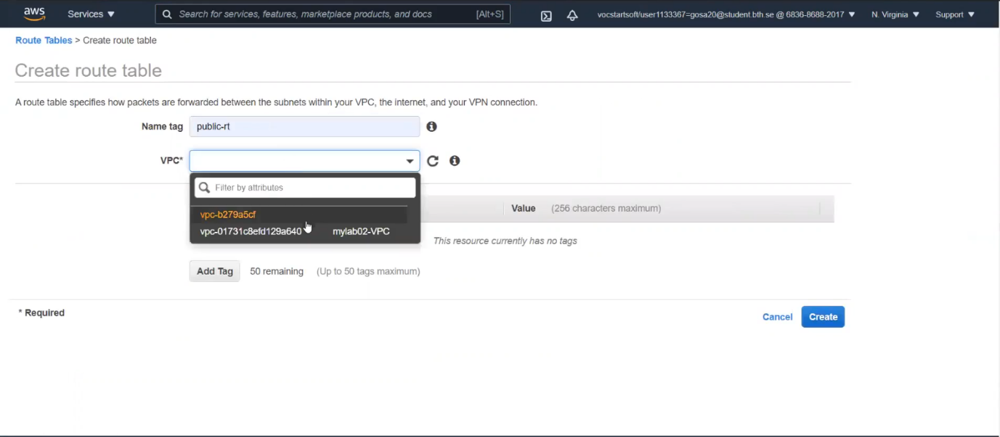 aws Services ▼ Search for services, features, marketplace products, and docs [Alt+S] vocstartsoft/user1133367=gosa20@student.bth.se @ 6836-8688-2017 ▼ N. Virginia ▼ Support ▼
Route Tables > Create route table
Create route table
A route table specifies how packets are forwarded between the subnets within your VPC, the internet, and your VPN connection.
Name tag public-rt
VPC*
Filter by attributes
Value (256 characters maximum)
vpc-b279a5cf
vpc-01731c8efd129a640 mylab02-VPC
This resource currently has no tags
Add Tag 50 remaining (Up to 50 tags maximum)
* Required
Cancel Create